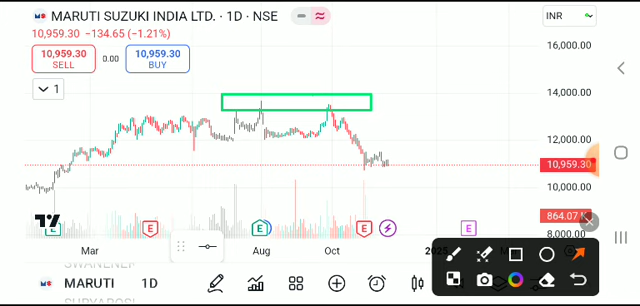 MARUTI SUZUKI INDIA LTD. · 1D · NSE
INR
10,959.30 −134.65 (−1.21%)
10,959.30
SELL
0.00
10,959.30
BUY
1
16,000.00
14,000.00
12,000.00
10,959.30
10,000.00
864.07
8,000.00
E
E
E
E
E
Mar
Aug
Oct
2025
MARUTI 1D